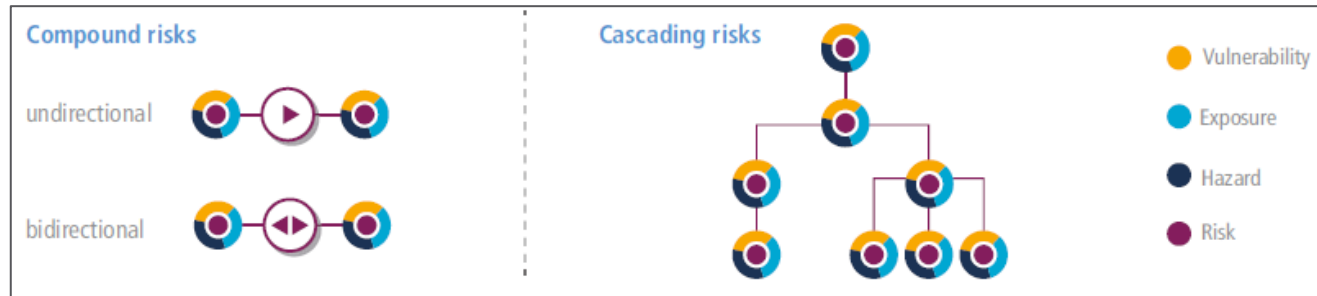 Compound risks
undirectional
bidirectional
Cascading risks
Vulnerability
Exposure
Hazard
Risk